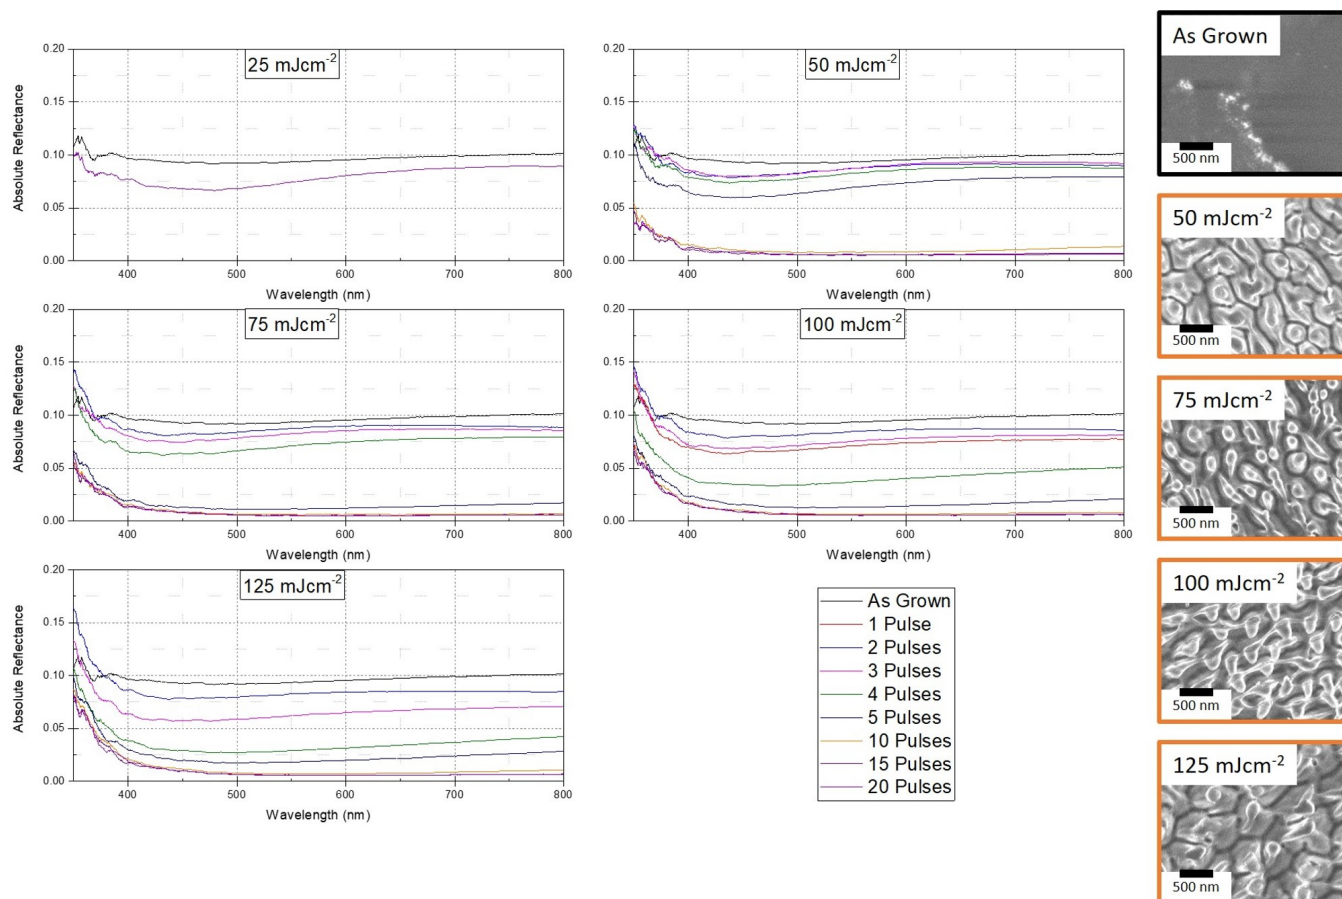 25 mJcm⁻²
Absolute Reflectance
0.20
0.15
0.10
0.05
0.00
400 500 600 700 800
Wavelength (nm)
50 mJcm⁻²
Absolute Reflectance
0.20
0.15
0.10
0.05
0.00
400 500 600 700 800
Wavelength (nm)
75 mJcm⁻²
Absolute Reflectance
0.20
0.15
0.10
0.05
0.00
400 500 600 700 800
Wavelength (nm)
100 mJcm⁻²
Absolute Reflectance
0.20
0.15
0.10
0.05
0.00
400 500 600 700 800
Wavelength (nm)
125 mJcm⁻²
Absolute Reflectance
0.20
0.15
0.10
0.05
0.00
400 500 600 700 800
Wavelength (nm)
As Grown
1 Pulse
2 Pulses
3 Pulses
4 Pulses
5 Pulses
10 Pulses
15 Pulses
20 Pulses
As Grown
500 nm
50 mJcm⁻²
500 nm
75 mJcm⁻²
500 nm
100 mJcm⁻²
500 nm
125 mJcm⁻²
500 nm